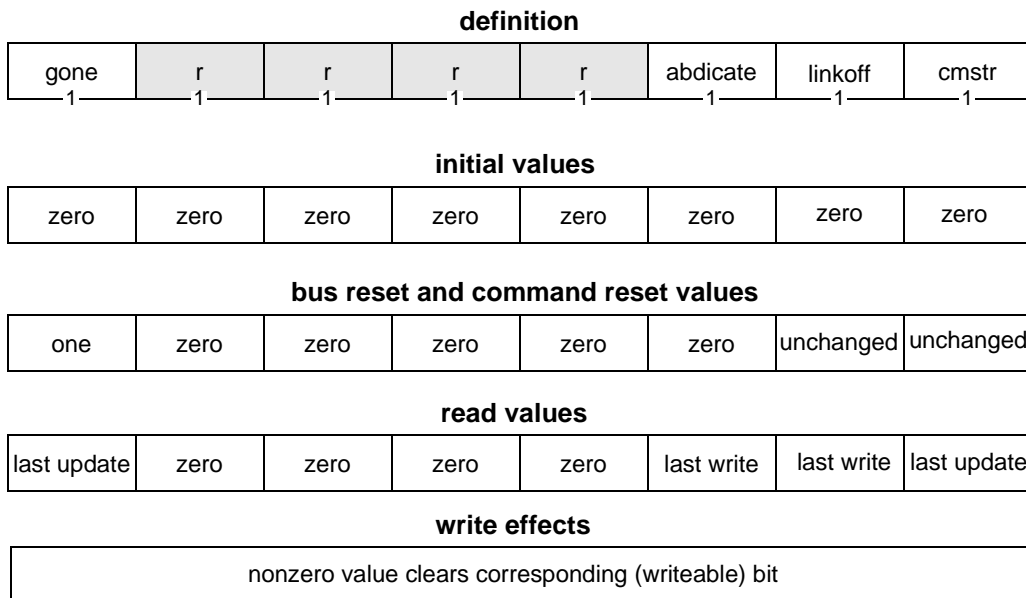 definition
gone r r r r abdicate linkoff cmstr
1 1 1 1 1 1 1 1
initial values
zero zero zero zero zero zero zero zero
bus reset and command reset values
one zero zero zero zero zero unchanged unchanged
read values
last update zero zero zero zero last write last write last update
write effects
nonzero value clears corresponding (writeable) bit